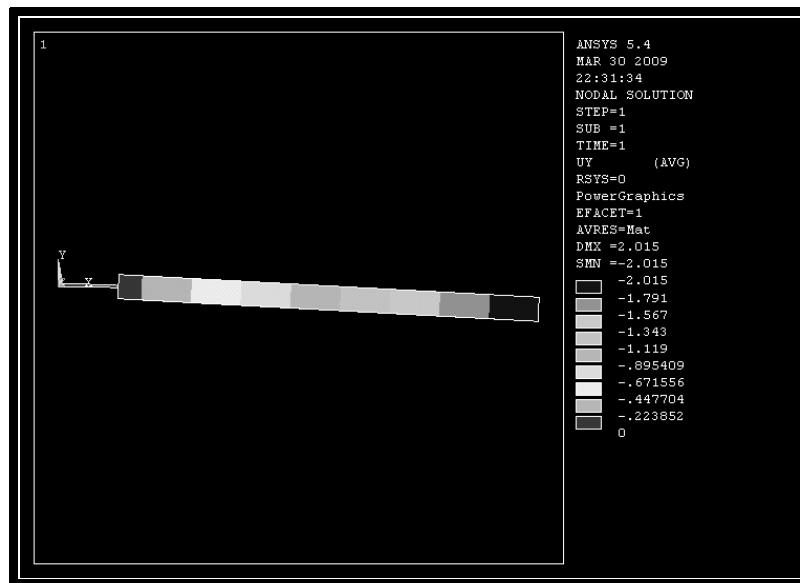 1
ANSYS 5.4
MAR 30 2009
22:31:34
NODAL SOLUTION
STEP=1
SUB =1
TIME=1
UY (AVG)
RSYS=0
PowerGraphics
EFACET=1
AVRES=Mat
DMX =2.015
SMN =-2.015
-2.015
-1.791
-1.567
-1.343
-1.119
-.895409
-.671556
-.447704
-.223852
0
Y
X